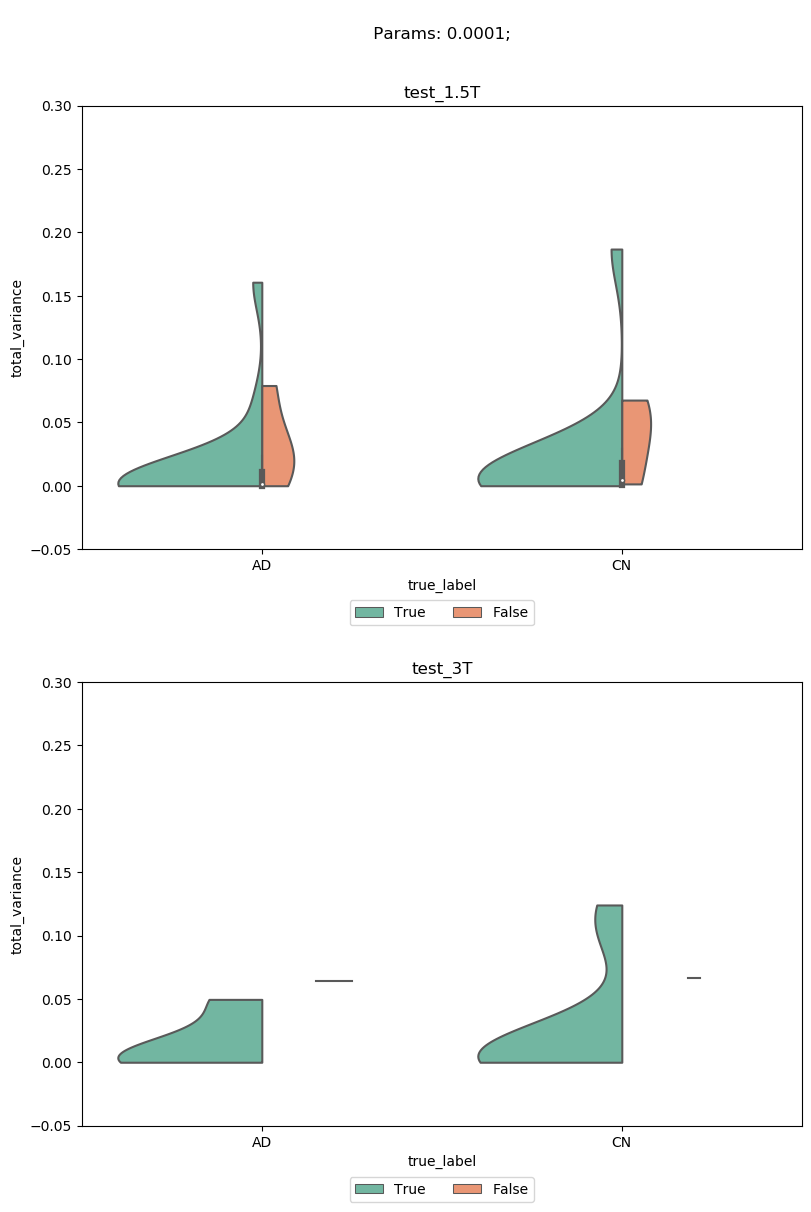 Params: 0.0001;
test_1.5T
0.30
0.25
0.20
0.15
0.10
0.05
0.00
−0.05
total_variance
AD CN
true_label
True False
test_3T
0.30
0.25
0.20
0.15
0.10
0.05
0.00
−0.05
total_variance
AD CN
true_label
True False